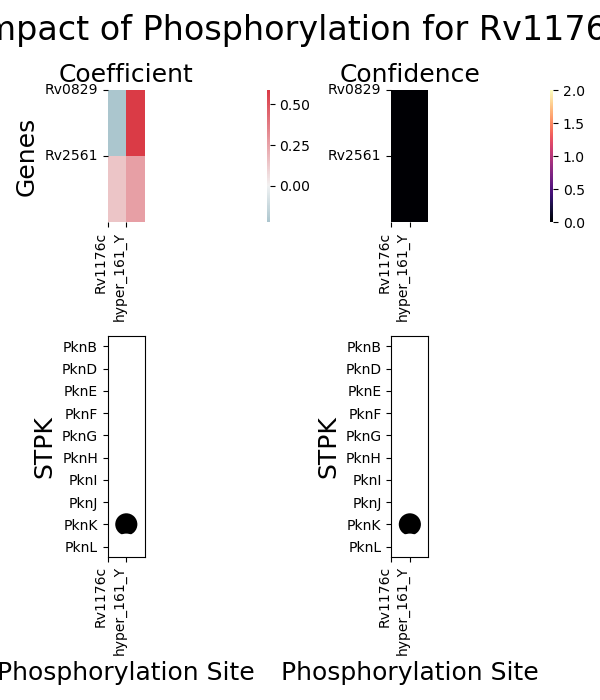 mpact of Phosphorylation for Rv1176
Coefficient
Confidence
Genes
Rv0829
Rv2561
0.50
0.25
0.00
Rv1176c
hyper_161_Y
Rv0829
Rv2561
2.0
1.5
1.0
0.5
0.0
Rv1176c
hyper_161_Y
STPK
PknB
PknD
PknE
PknF
PknG
PknH
PknI
PknJ
PknK
PknL
Rv1176c
hyper_161_Y
Phosphorylation Site
STPK
PknB
PknD
PknE
PknF
PknG
PknH
PknI
PknJ
PknK
PknL
Rv1176c
hyper_161_Y
Phosphorylation Site